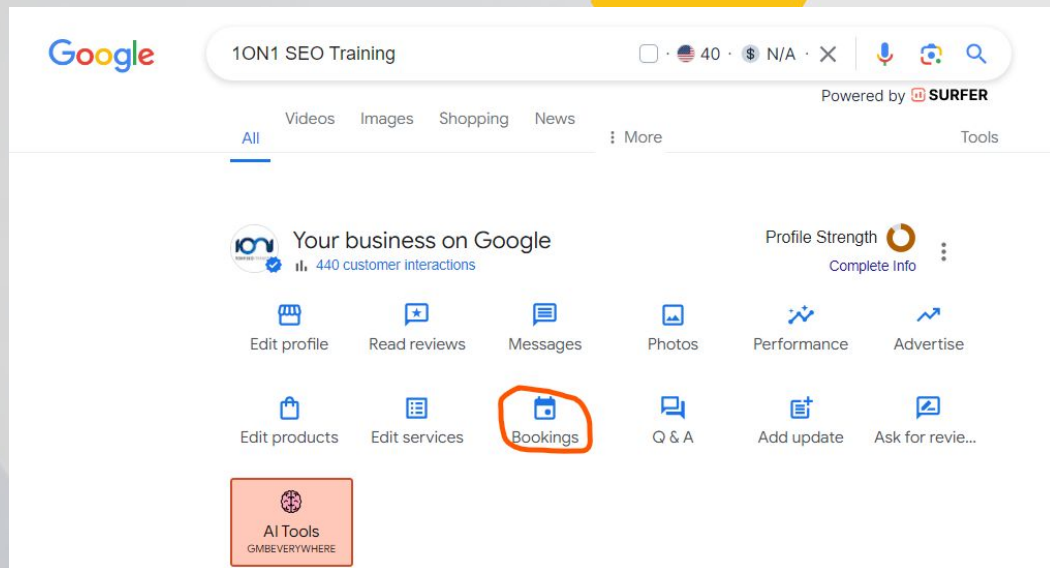 Google
1ON1 SEO Training
40 · $ N/A ·
Powered by SURFER
All Videos Images Shopping News
More Tools
Your business on Google
440 customer interactions
Profile Strength
Complete Info
Edit profile Read reviews Messages Photos Performance Advertise
Edit products Edit services Bookings Q & A Add update Ask for revie...
AI Tools
GMBEVERYWHERE